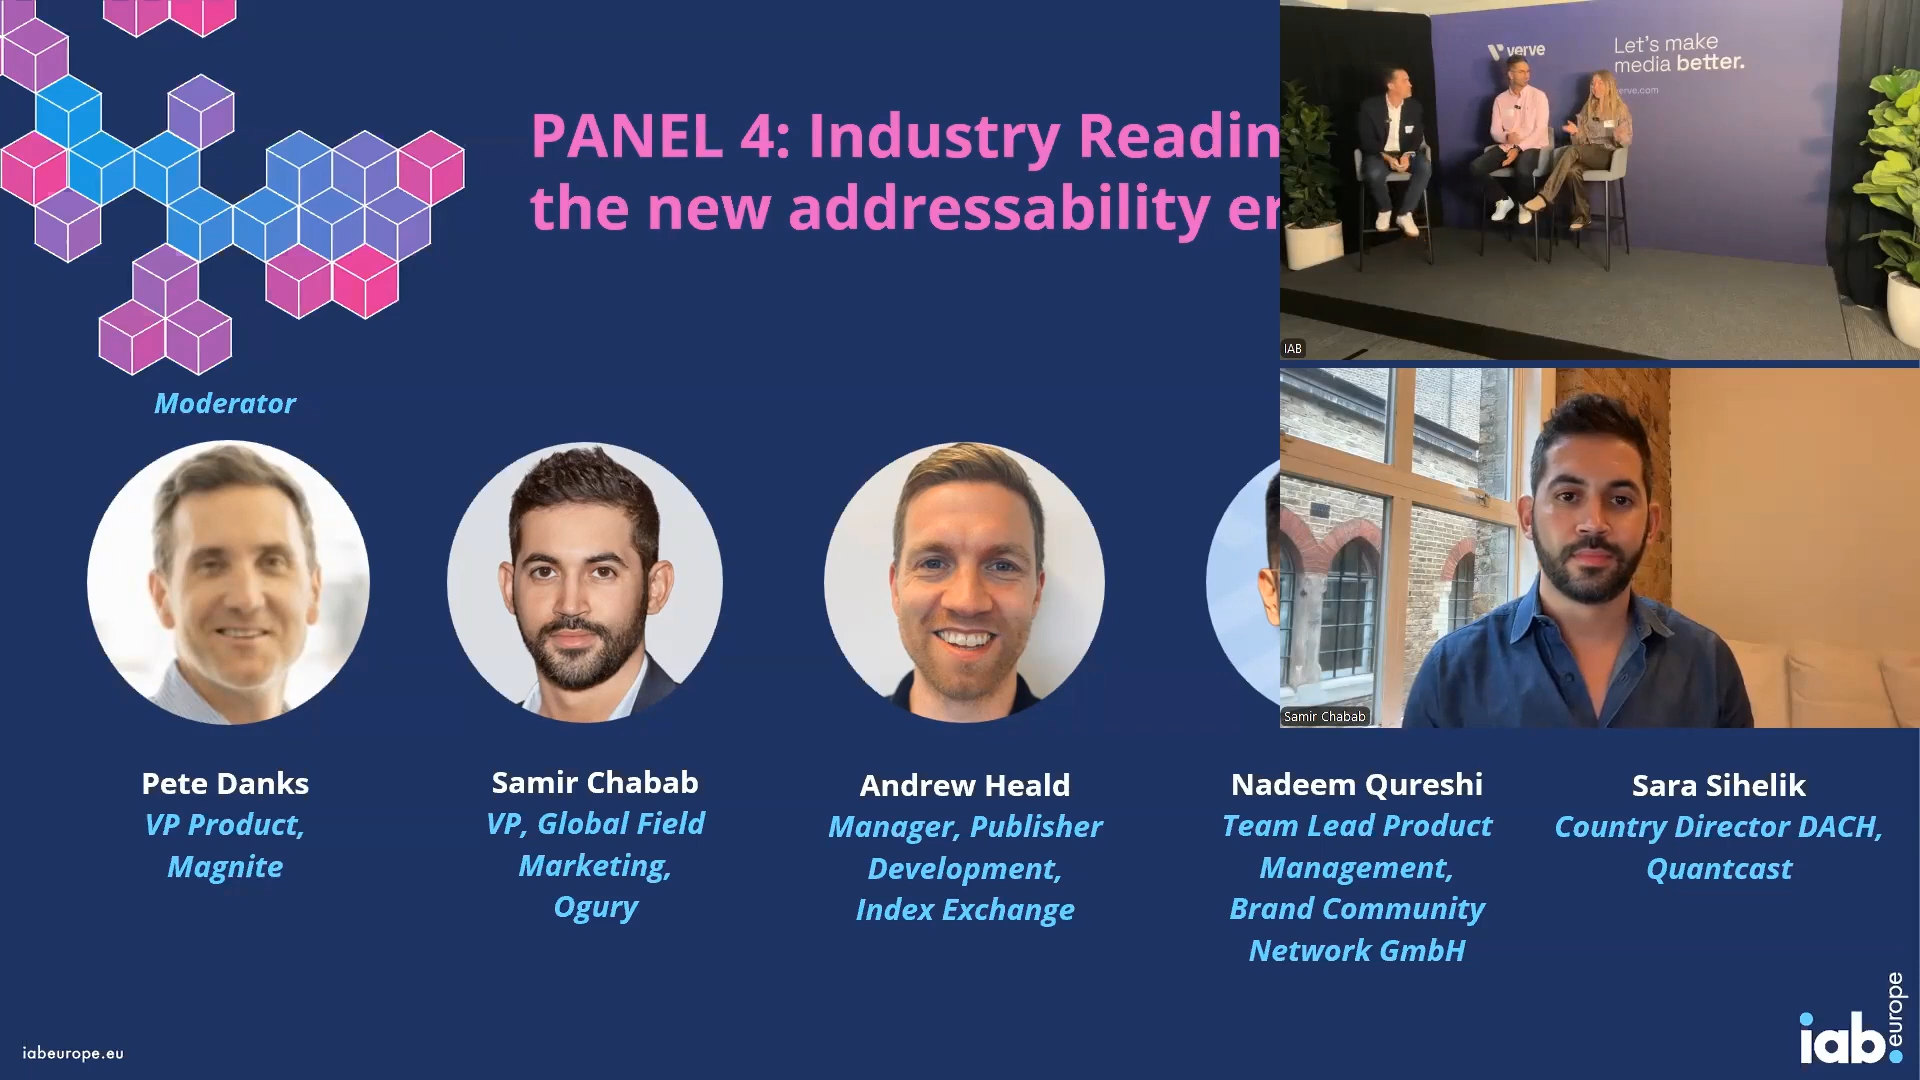 PANEL 4: Industry Readin
the new addressability er
verve
Let's make
media better.
verve.com
IAB
Moderator
Samir Chabab
Pete Danks
VP Product,
Magnite
Samir Chabab
VP, Global Field
Marketing,
Ogury
Andrew Heald
Manager, Publisher
Development,
Index Exchange
Nadeem Qureshi
Team Lead Product
Management,
Brand Community
Network GmbH
Sara Sihelik
Country Director DACH,
Quantcast
iabeurope.eu
iab europe